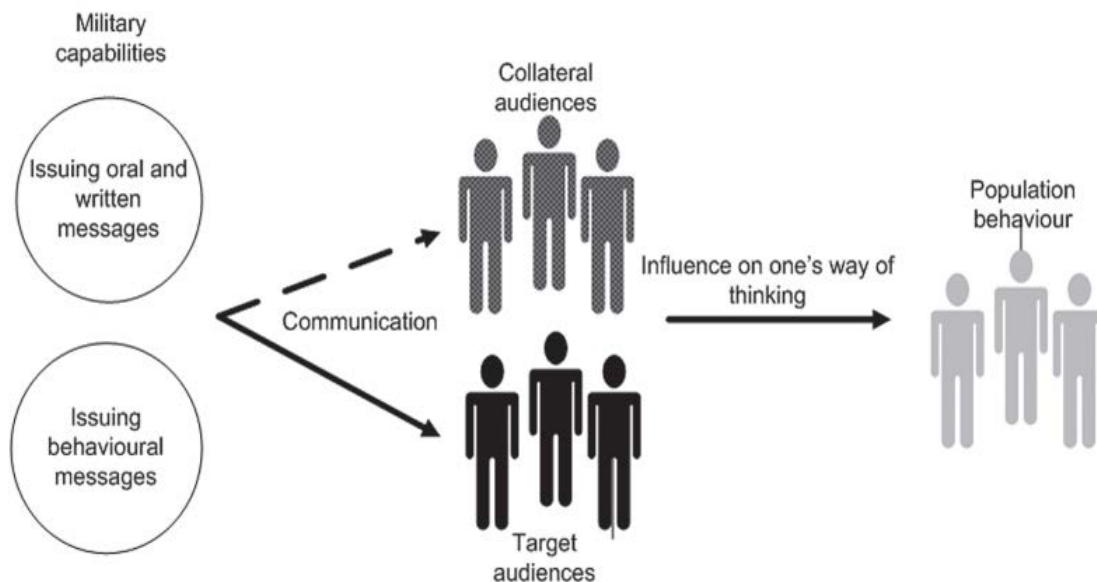 Military
capabilities
Issuing oral and
written
messages
Issuing
behavioural
messages
Communication
Collateral
audiences
Target
audiences
Influence on one's way of
thinking
Population
behaviour